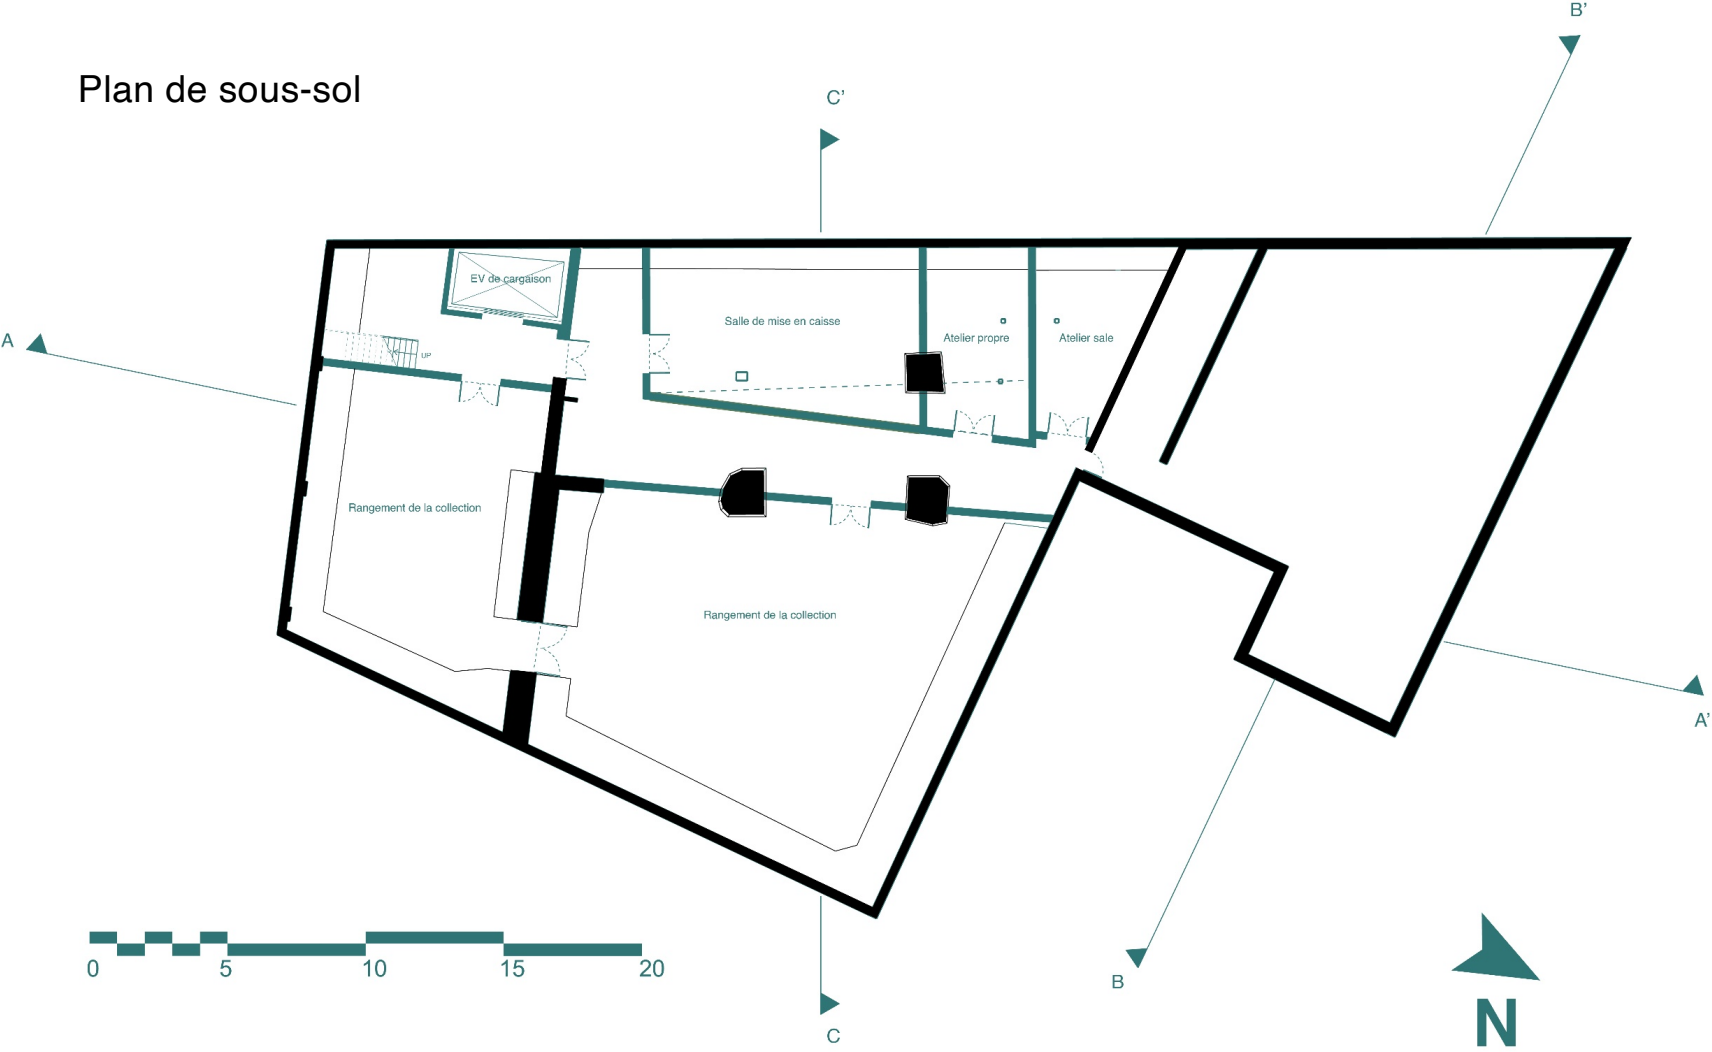 B'
Plan de sous-sol
C'
EV de cargaison
Salle de mise en caisse
Atelier propre
Atelier sale
A
UP
Rangement de la collection
Rangement de la collection
A'
0 5 10 15 20
B
N
C